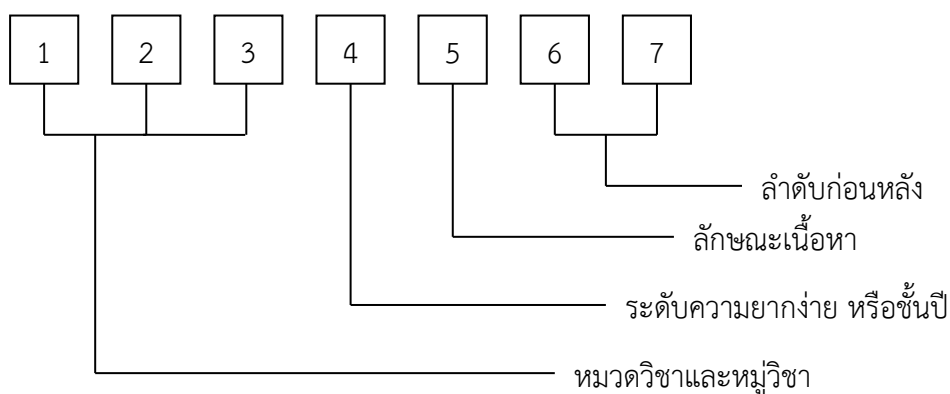 1 2 3 4 5 6 7
ลำดับก่อนหลัง
ลักษณะเนื้อหา
ระดับความยากง่าย หรือชั้นปี
หมวดวิชาและหมู่วิชา